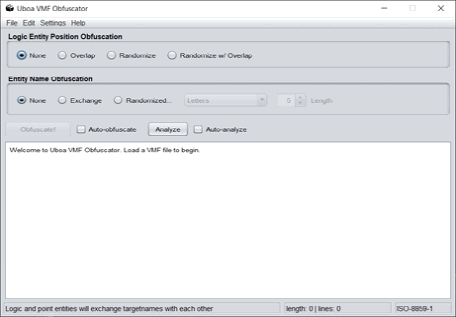 Uboa VMF Obfuscator
File Edit Settings Help
Logic Entity Position Obfuscation
None Overlap Randomize Randomize w/ Overlap
Entity Name Obfuscation
None Exchange Randomized... Letters 5 Length
Obfuscate! Auto-obfuscate Analyze Auto-analyze
Welcome to Uboa VMF Obfuscator. Load a VMF file to begin.
Logic and point entities will exchange targetnames with each other length: 0 | lines: 0 ISO-8859-1